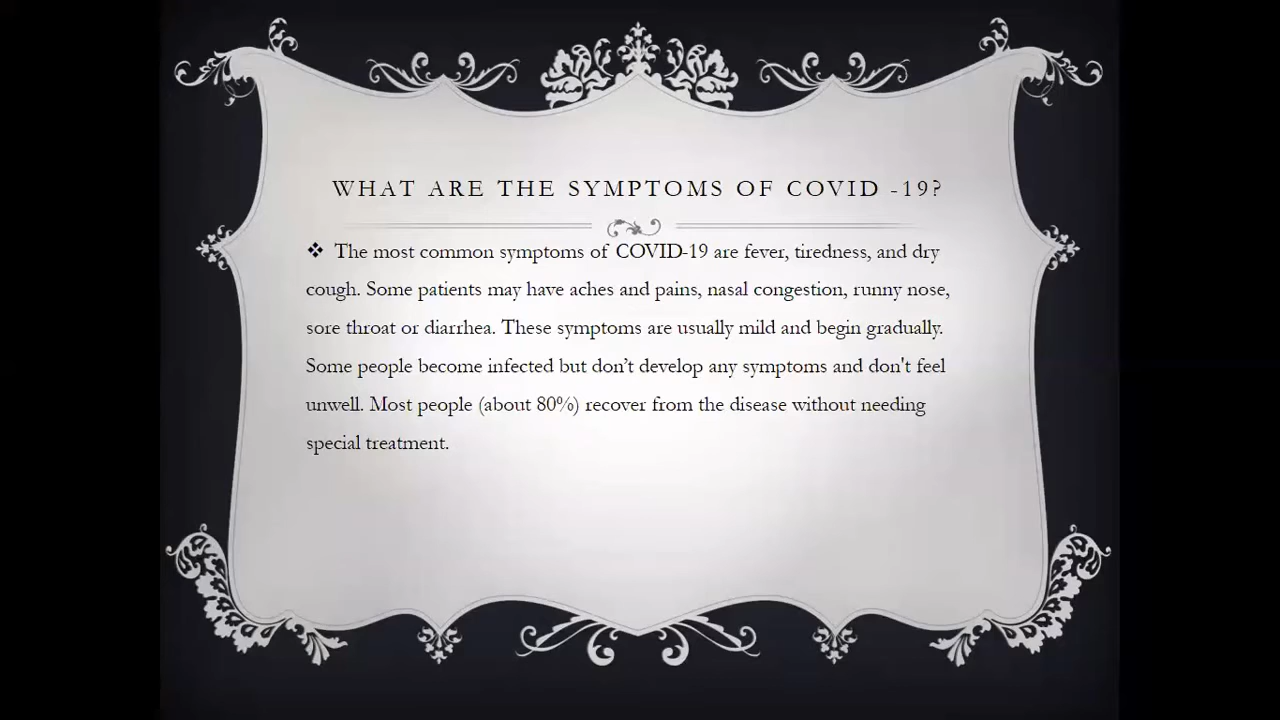 WHAT ARE THE SYMPTOMS OF COVID -19?
❖ The most common symptoms of COVID-19 are fever, tiredness, and dry
cough. Some patients may have aches and pains, nasal congestion, runny nose,
sore throat or diarrhea. These symptoms are usually mild and begin gradually.
Some people become infected but don’t develop any symptoms and don't feel
unwell. Most people (about 80%) recover from the disease without needing
special treatment.